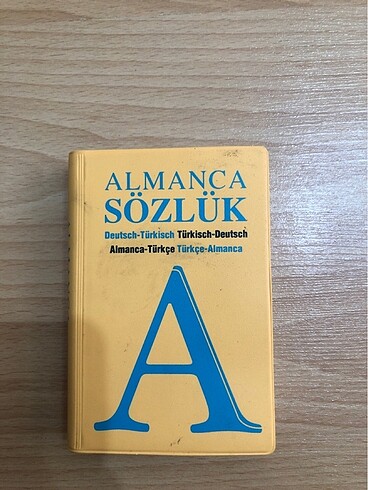 ALMANCA
SÖZLÜK
Deutsch-Türkisch Türkisch-Deutsch
Almanca-Türkçe Türkçe-Almanca
A